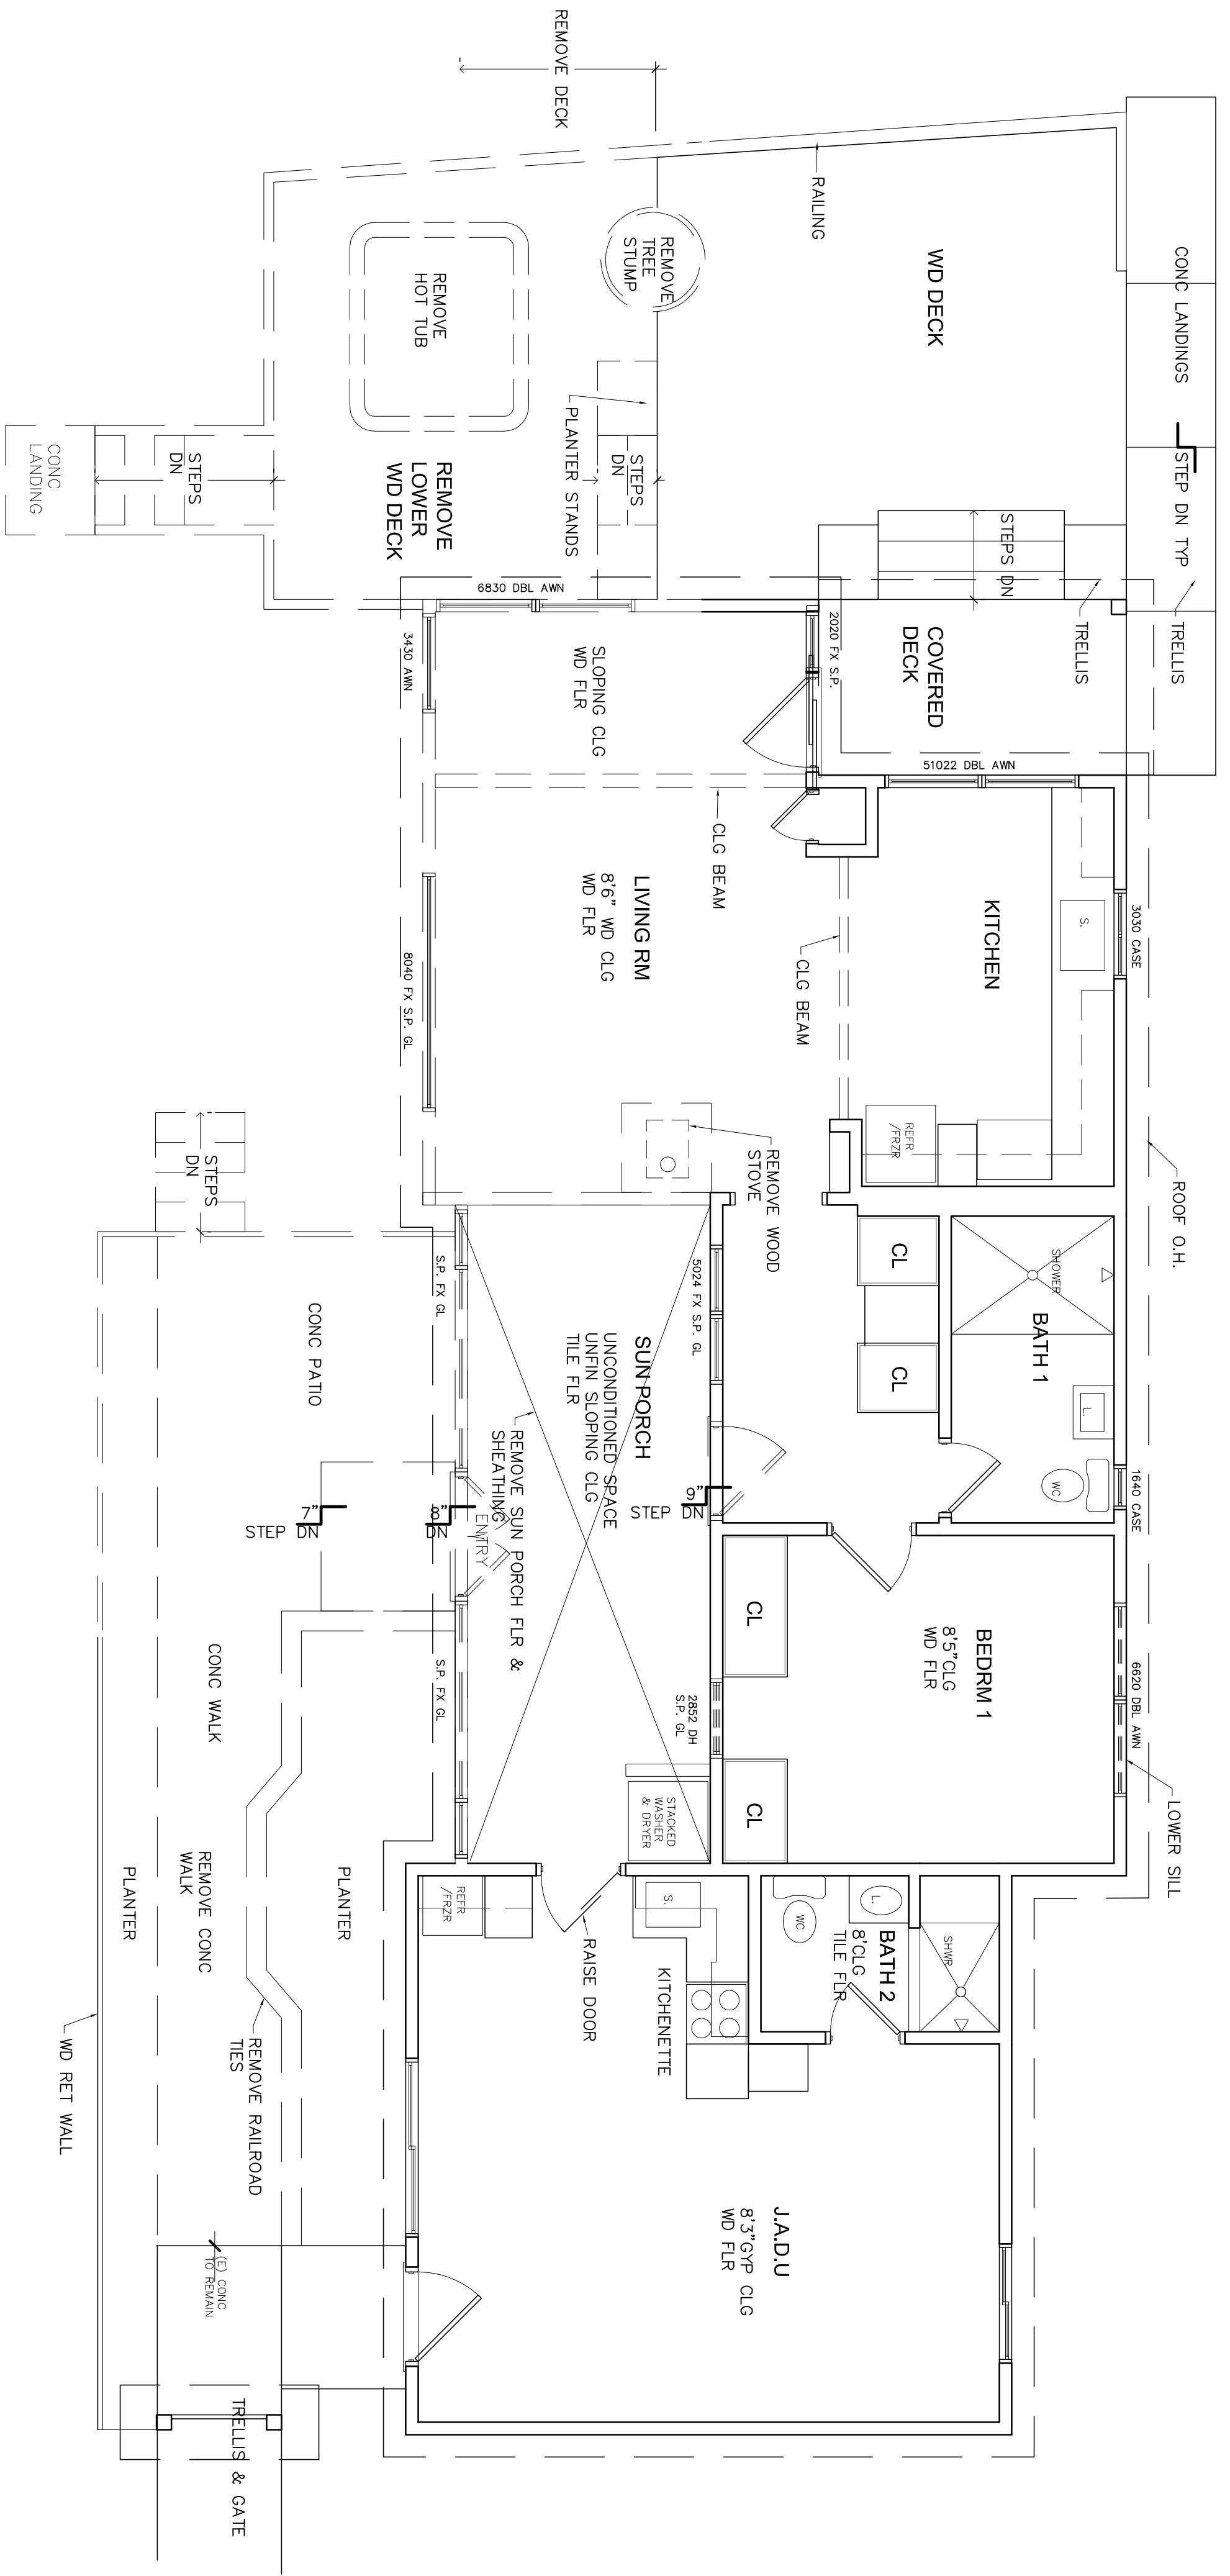 CONC LANDINGS
STEP DN TYP
TRELLIS
ROOF O.H.
LOWER SILL
3030 CASE
1640 CASE
6620 DBL AWN
WD DECK
STEPS DN
TRELLIS
COVERED
DECK
51022 DBL AWN
KITCHEN
S.
REFR
/FRZR
SHOWER
BATH 1
L.
WC
BEDRM 1
8'5"CLG
WD FLR
RAILING
2020 FX S.P.
CLG BEAM
CLG BEAM
CL
CL
CL
CL
SHWR
L.
WC
BATH 2
8'CLG
TILE FLR
J.A.D.U
8'3"GYP CLG
WD FLR
REMOVE DECK
REMOVE
TREE
STUMP
STEPS
DN
PLANTER STANDS
6830 DBL AWN
SLOPING CLG
WD FLR
LIVING RM
8'6" WD CLG
WD FLR
REMOVE WOOD
STOVE
5024 FX S.P. GL
9"
STEP DN
2852 DH
S.P. GL
SUN PORCH
UNCONDITIONED SPACE
UNFIN SLOPING CLG
TILE FLR
STACKED
WASHER
& DRYER
S.
KITCHENETTE
RAISE DOOR
REFR
/FRZR
REMOVE
HOT TUB
REMOVE
LOWER
WD DECK
3430 AWN
8040 FX S.P. GL
S.P. FX GL
REMOVE SUN PORCH FLR &
SHEATHING
ENTRY
8"
DN
S.P. FX GL
STEPS
DN
CONC
LANDING
STEPS
DN
CONC PATIO
7"
STEP DN
CONC WALK
PLANTER
REMOVE CONC
WALK
PLANTER
REMOVE RAILROAD
TIES
WD RET WALL
(E) CONC
TO REMAIN
TRELLIS & GATE